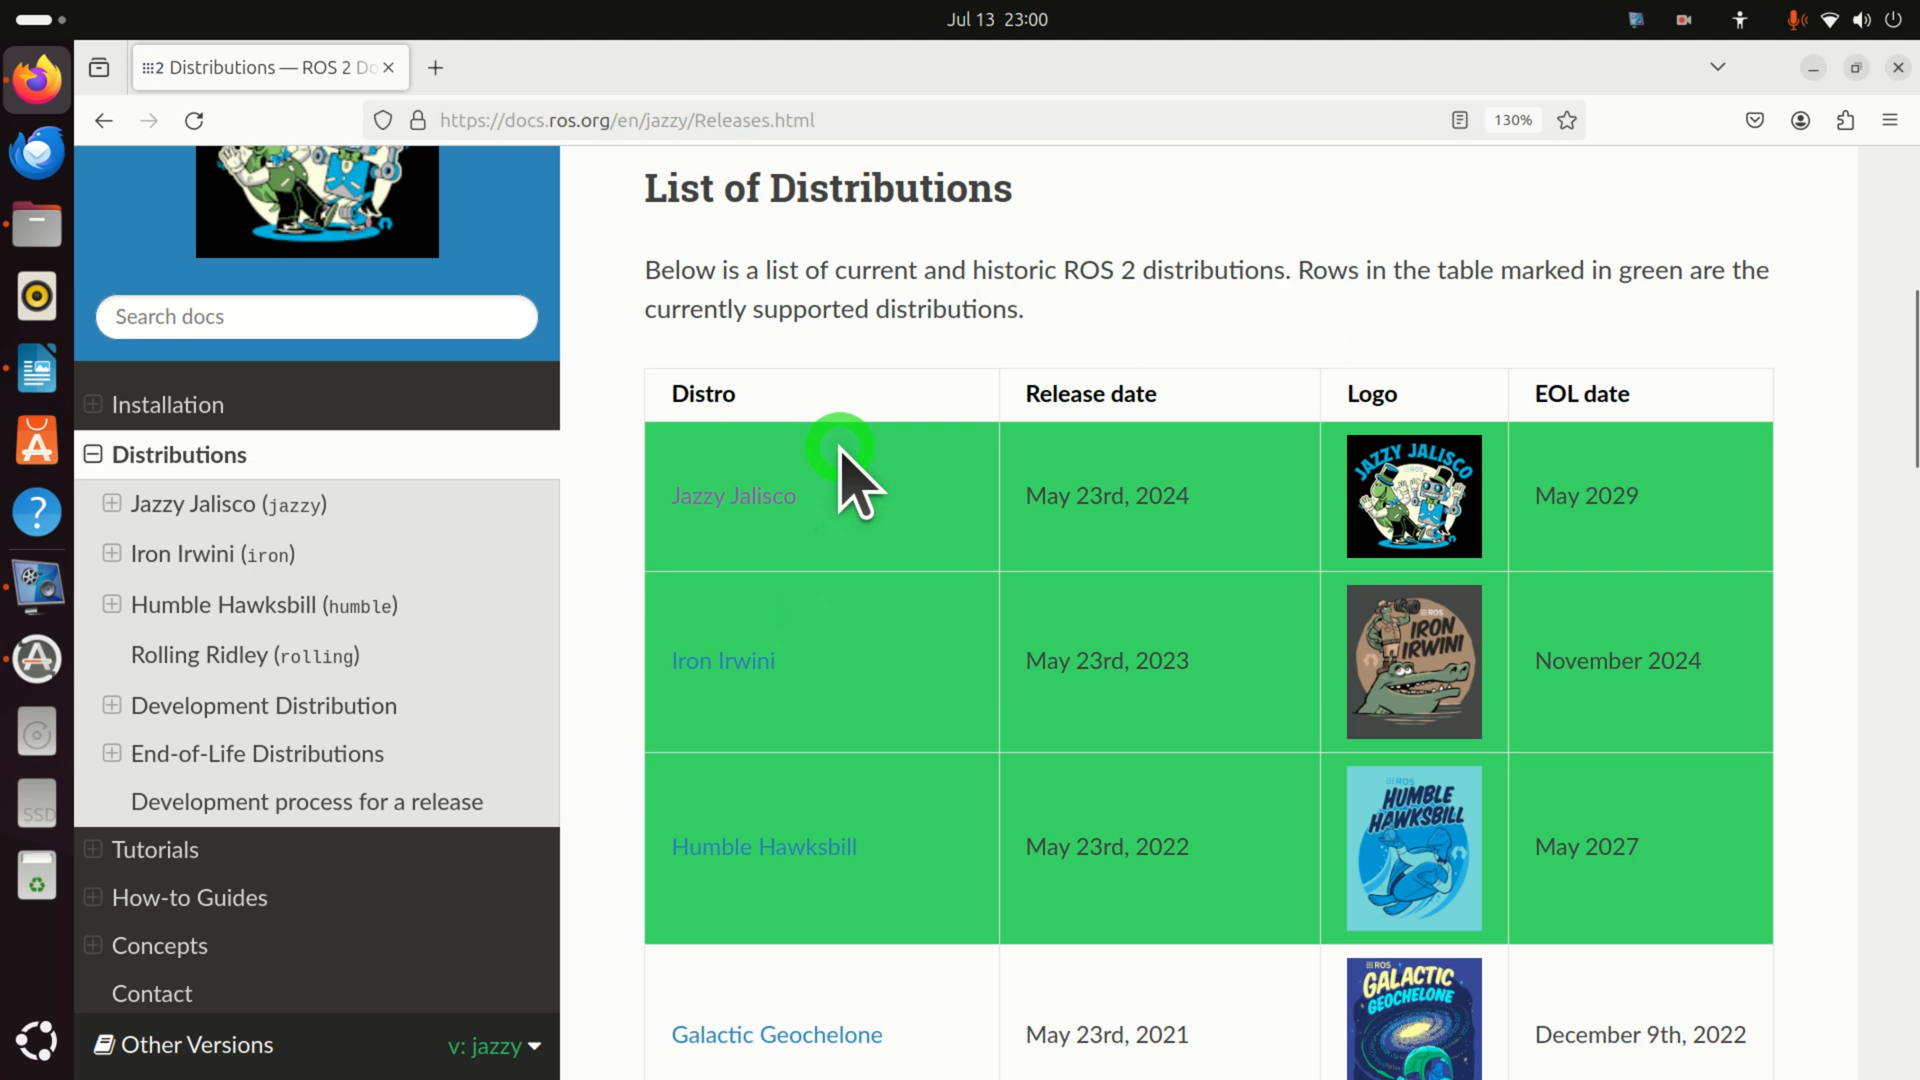 Jul 13 23:00
Distributions — ROS 2 Do
https://docs.ros.org/en/jazzy/Releases.html
130%
Search docs
Installation
Distributions
Jazzy Jalisco (jazzy)
Iron Irwini (iron)
Humble Hawksbill (humble)
Rolling Ridley (rolling)
Development Distribution
End-of-Life Distributions
Development process for a release
Tutorials
How-to Guides
Concepts
Contact
Other Versions v: jazzy
SSD
List of Distributions
Below is a list of current and historic ROS 2 distributions. Rows in the table marked in green are the
currently supported distributions.
Distro Release date Logo EOL date
Jazzy Jalisco May 23rd, 2024 JAZZY JALISCO May 2029
Iron Irwini May 23rd, 2023 ROS IRON IRWINI November 2024
Humble Hawksbill May 23rd, 2022 ROS HUMBLE HAWKSBILL May 2027
Galactic Geochelone May 23rd, 2021 ROS GALACTIC GEOCHELONE December 9th, 2022